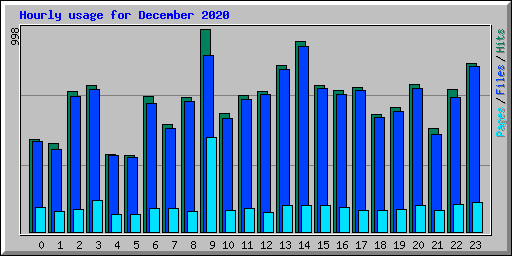 Hourly usage for December 2020
998
Pages/Files/Hits
0 1 2 3 4 5 6 7 8 9 10 11 12 13 14 15 16 17 18 19 20 21 22 23